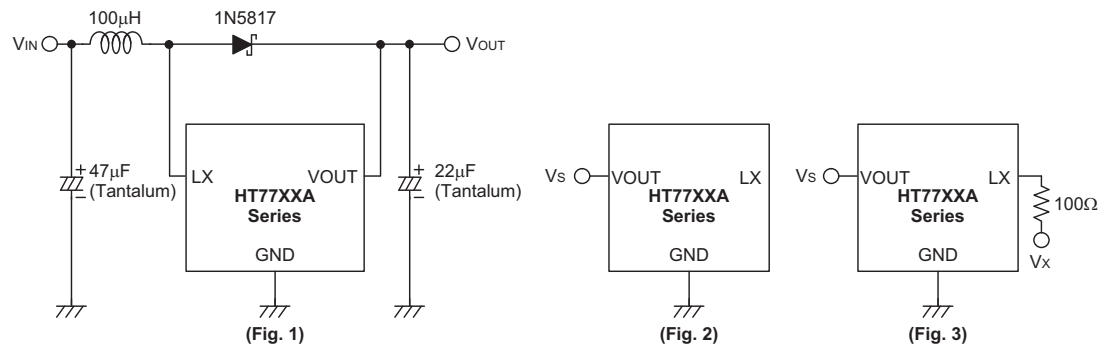 100μH
1N5817
VIN
VOUT
47μF
(Tantalum)
LX
VOUT
HT77XXA
Series
GND
22μF
(Tantalum)
(Fig. 1)
VS
VOUT
LX
HT77XXA
Series
GND
(Fig. 2)
VS
VOUT
LX
HT77XXA
Series
GND
100Ω
VX
(Fig. 3)